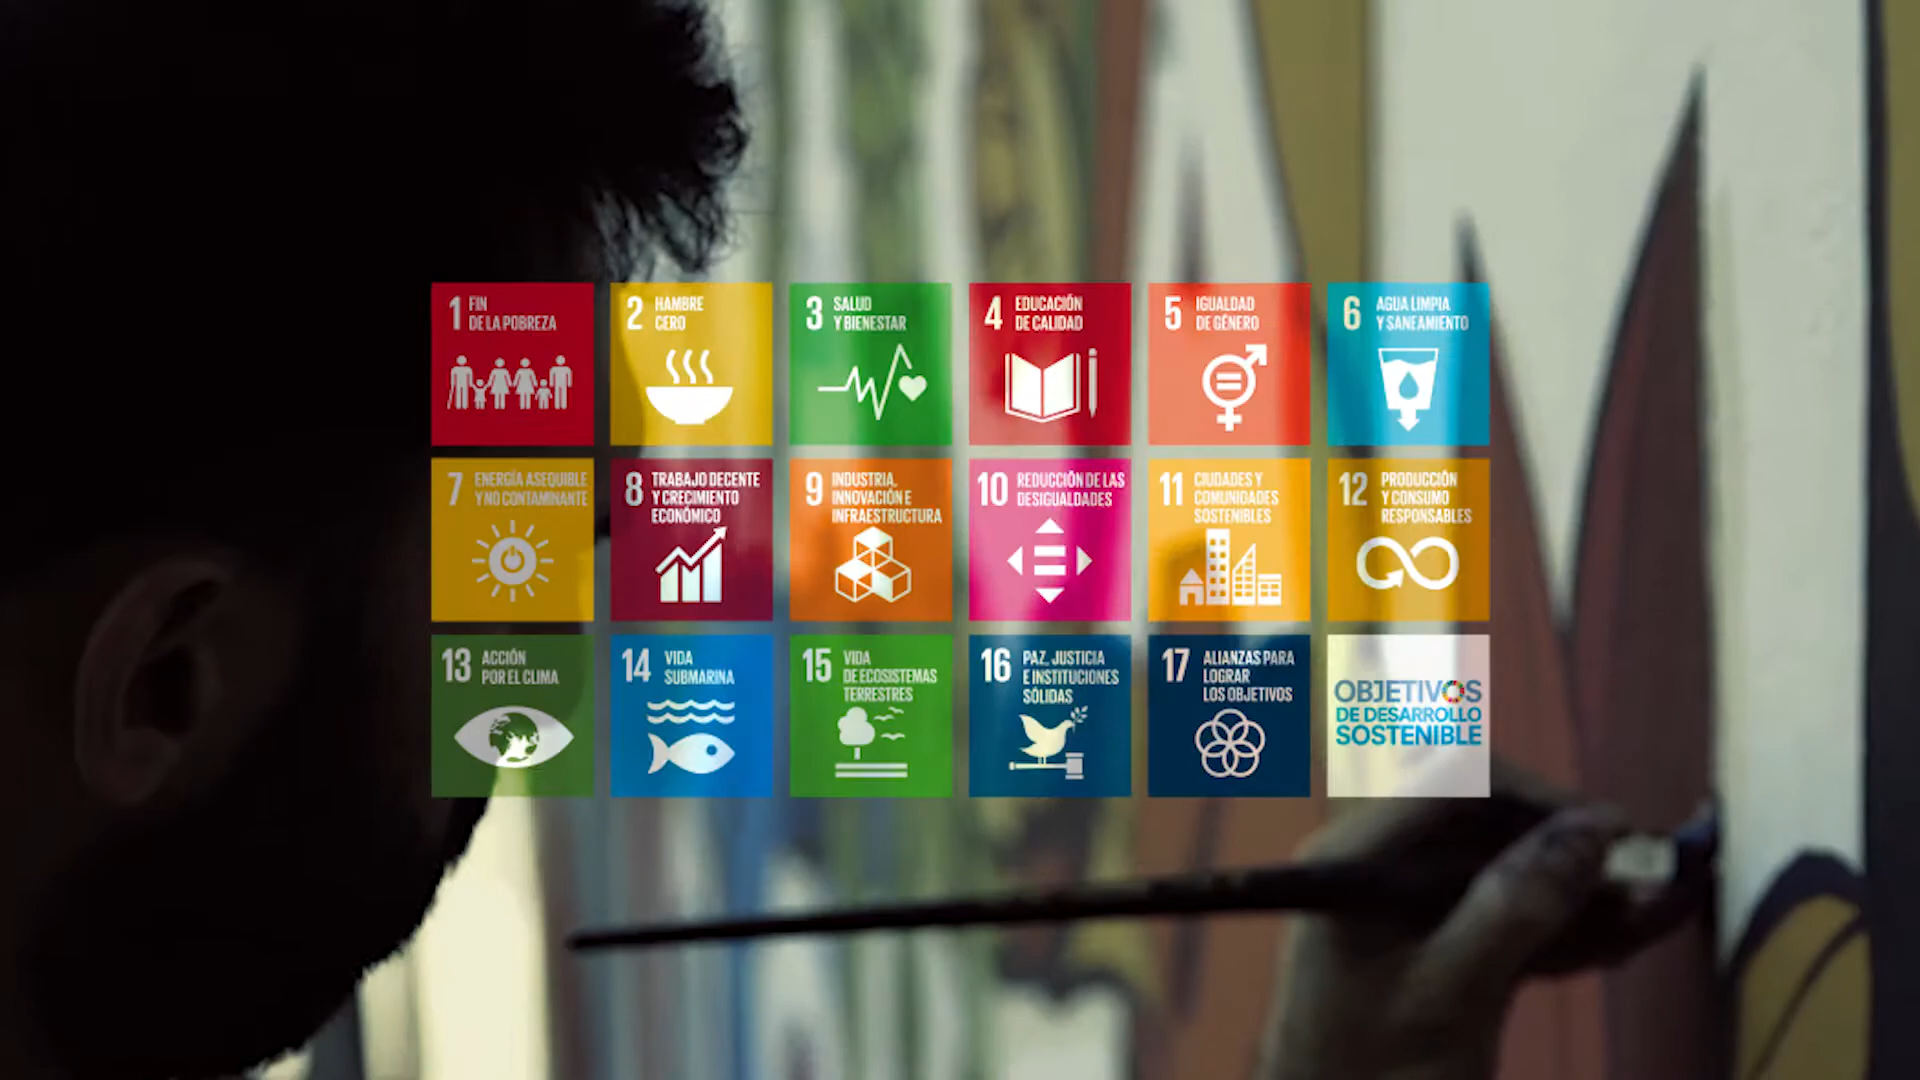 1 FIN
DE LA POBREZA
2 HAMBRE
CERO
3 SALUD
Y BIENESTAR
4 EDUCACIÓN
DE CALIDAD
5 IGUALDAD
DE GÉNERO
6 AGUA LIMPIA
Y SANEAMIENTO
7 ENERGÍA ASEQUIBLE
Y NO CONTAMINANTE
8 TRABAJO DECENTE
Y CRECIMIENTO
ECONÓMICO
9 INDUSTRIA,
INNOVACIÓN E
INFRAESTRUCTURA
10 REDUCCIÓN DE LAS
DESIGUALDADES
11 CIUDADES Y
COMUNIDADES
SOSTENIBLES
12 PRODUCCIÓN
Y CONSUMO
RESPONSABLES
13 ACCIÓN
POR EL CLIMA
14 VIDA
SUBMARINA
15 VIDA
DE ECOSISTEMAS
TERRESTRES
16 PAZ, JUSTICIA
E INSTITUCIONES
SÓLIDAS
17 ALIANZAS PARA
LOGRAR
LOS OBJETIVOS
OBJETIVOS
DE DESARROLLO
SOSTENIBLE